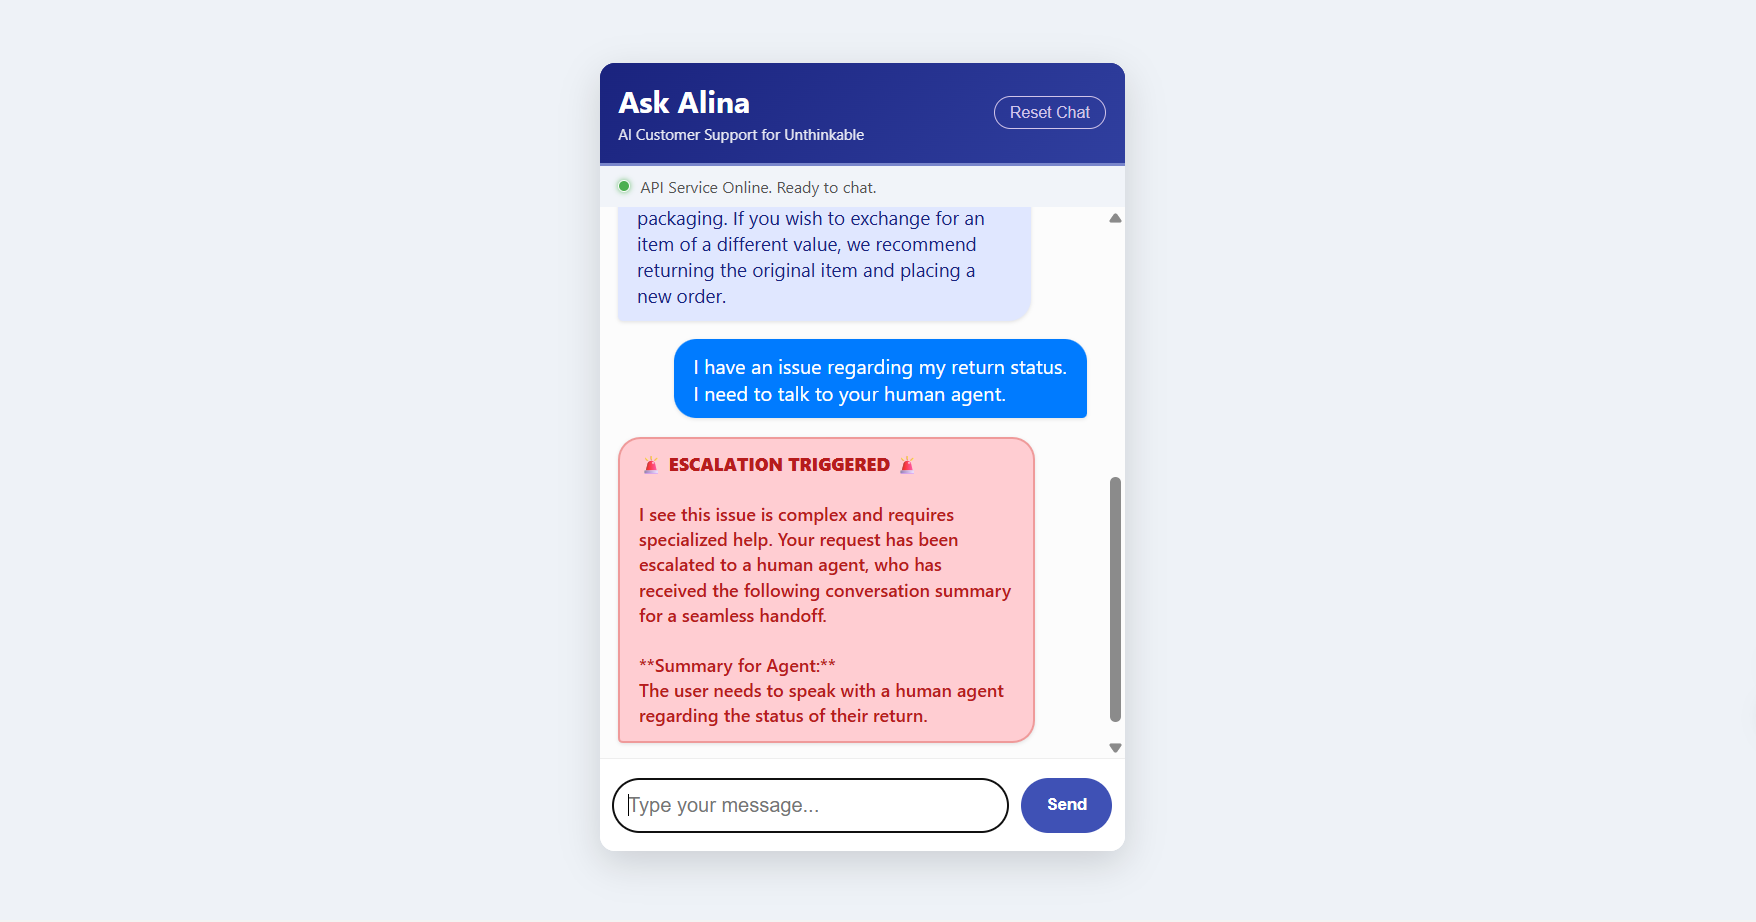 Ask Alina
AI Customer Support for Unthinkable
Reset Chat
API Service Online. Ready to chat.
packaging. If you wish to exchange for an
item of a different value, we recommend
returning the original item and placing a
new order.
I have an issue regarding my return status.
I need to talk to your human agent.
🚨 ESCALATION TRIGGERED 🚨
I see this issue is complex and requires
specialized help. Your request has been
escalated to a human agent, who has
received the following conversation summary
for a seamless handoff.
**Summary for Agent:**
The user needs to speak with a human agent
regarding the status of their return.
Type your message...
Send